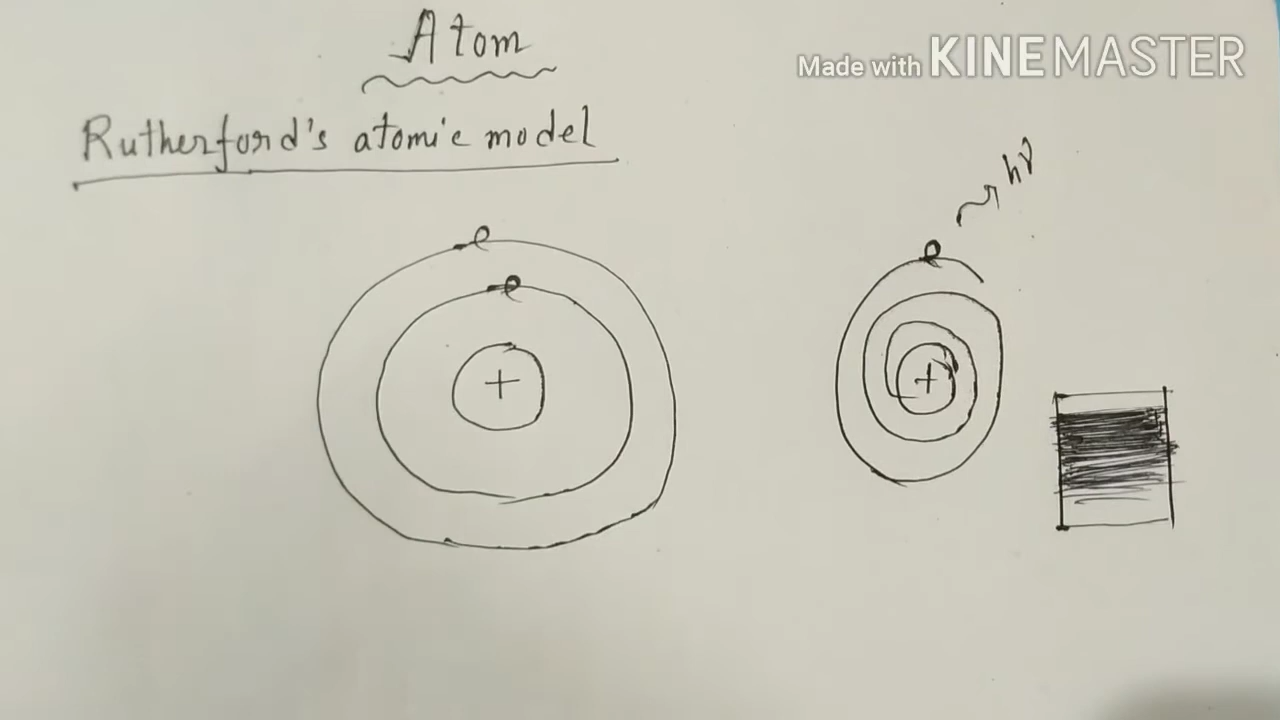 Atom
Made with KINEMASTER
Rutherford's atomic model
hν
e
e
e
+
+